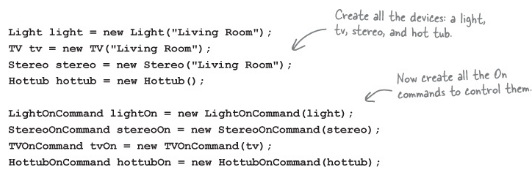 Light light = new Light("Living Room");
TV tv = new TV("Living Room");
Stereo stereo = new Stereo("Living Room");
Hottub hottub = new Hottub();
Create all the devices: a light,
tv, stereo, and hot tub.
LightOnCommand lightOn = new LightOnCommand(light);
StereoOnCommand stereoOn = new StereoOnCommand(stereo);
TVOnCommand tvOn = new TVOnCommand(tv);
HottubOnCommand hottubOn = new HottubOnCommand(hottub);
Now create all the On
commands to control them.